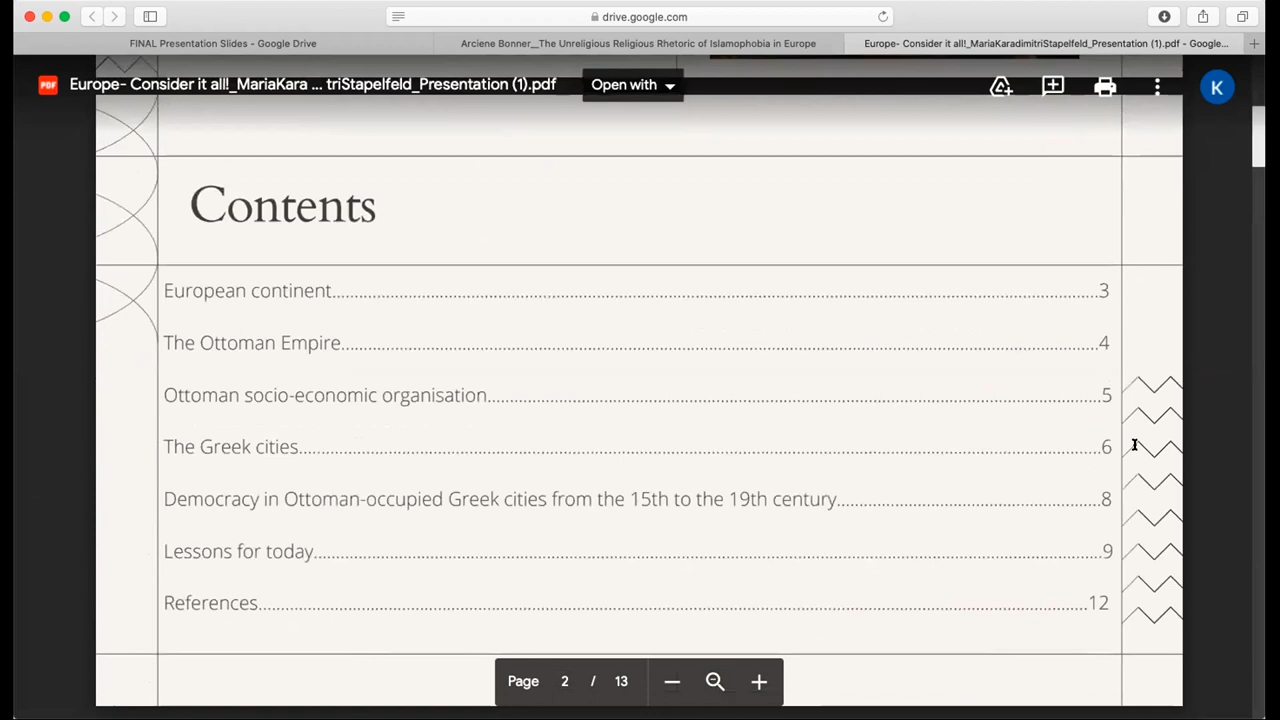 drive.google.com
FINAL Presentation Slides - Google Drive
Arciene Bonner__The Unreligious Religious Rhetoric of Islamophobia in Europe
Europe- Consider it all!_MariaKaradimitriStapelfeld_Presentation (1).pdf - Google...
PDF
Europe- Consider it all!_MariaKara ... triStapelfeld_Presentation (1).pdf
Open with
K
Contents
European continent 3
The Ottoman Empire 4
Ottoman socio-economic organisation 5
The Greek cities 6
Democracy in Ottoman-occupied Greek cities from the 15th to the 19th century 8
Lessons for today 9
References 12
Page 2 / 13